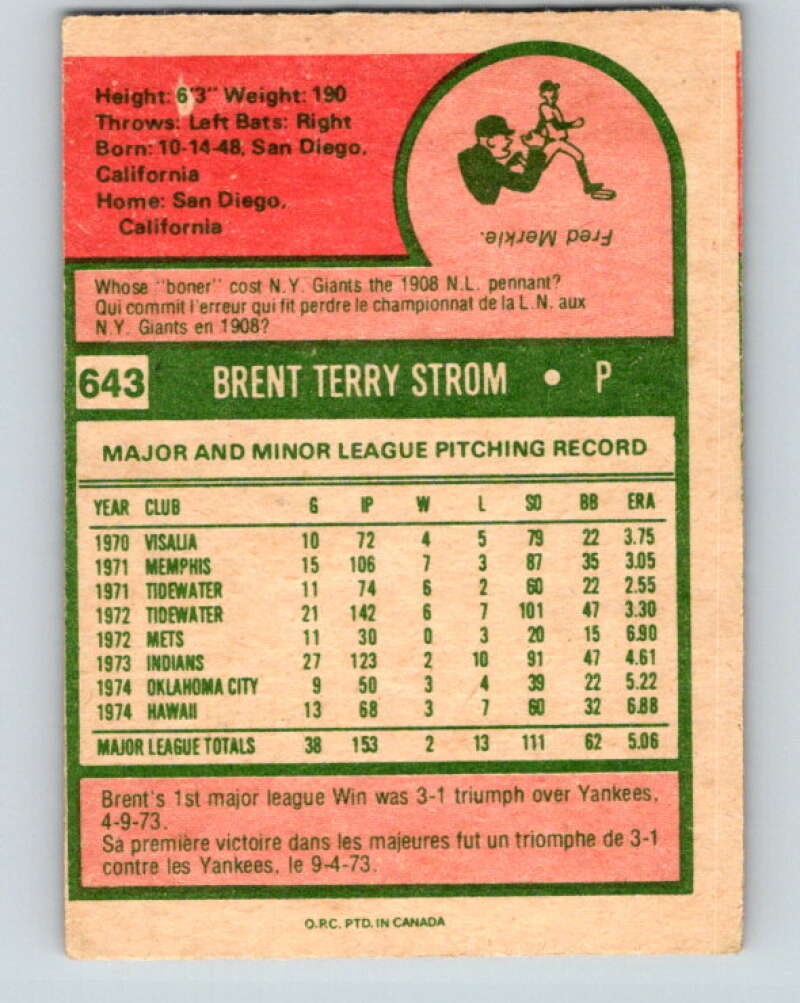 Height: 6'3" Weight: 190
Throws: Left Bats: Right
Born: 10-14-48, San Diego,
California
Home: San Diego,
California
Fred Merkle.
Whose "boner" cost N.Y. Giants the 1908 N.L. pennant?
Qui commit l'erreur qui fit perdre le championnat de la L.N. aux
N.Y. Giants en 1908?
643 BRENT TERRY STROM • P
MAJOR AND MINOR LEAGUE PITCHING RECORD
YEAR CLUB G IP W L SO BB ERA
1970 VISALIA 10 72 4 5 79 22 3.75
1971 MEMPHIS 15 106 7 3 87 35 3.05
1971 TIDEWATER 11 74 6 2 60 22 2.55
1972 TIDEWATER 21 142 6 7 101 47 3.30
1972 METS 11 30 0 3 20 15 6.90
1973 INDIANS 27 123 2 10 91 47 4.61
1974 OKLAHOMA CITY 9 50 3 4 39 22 5.22
1974 HAWAII 13 68 3 7 60 32 6.88
MAJOR LEAGUE TOTALS 38 153 2 13 111 62 5.06
Brent's 1st major league Win was 3-1 triumph over Yankees,
4-9-73.
Sa première victoire dans les majeures fut un triomphe de 3-1
contre les Yankees, le 9-4-73.
O.P.C. PTD. IN CANADA